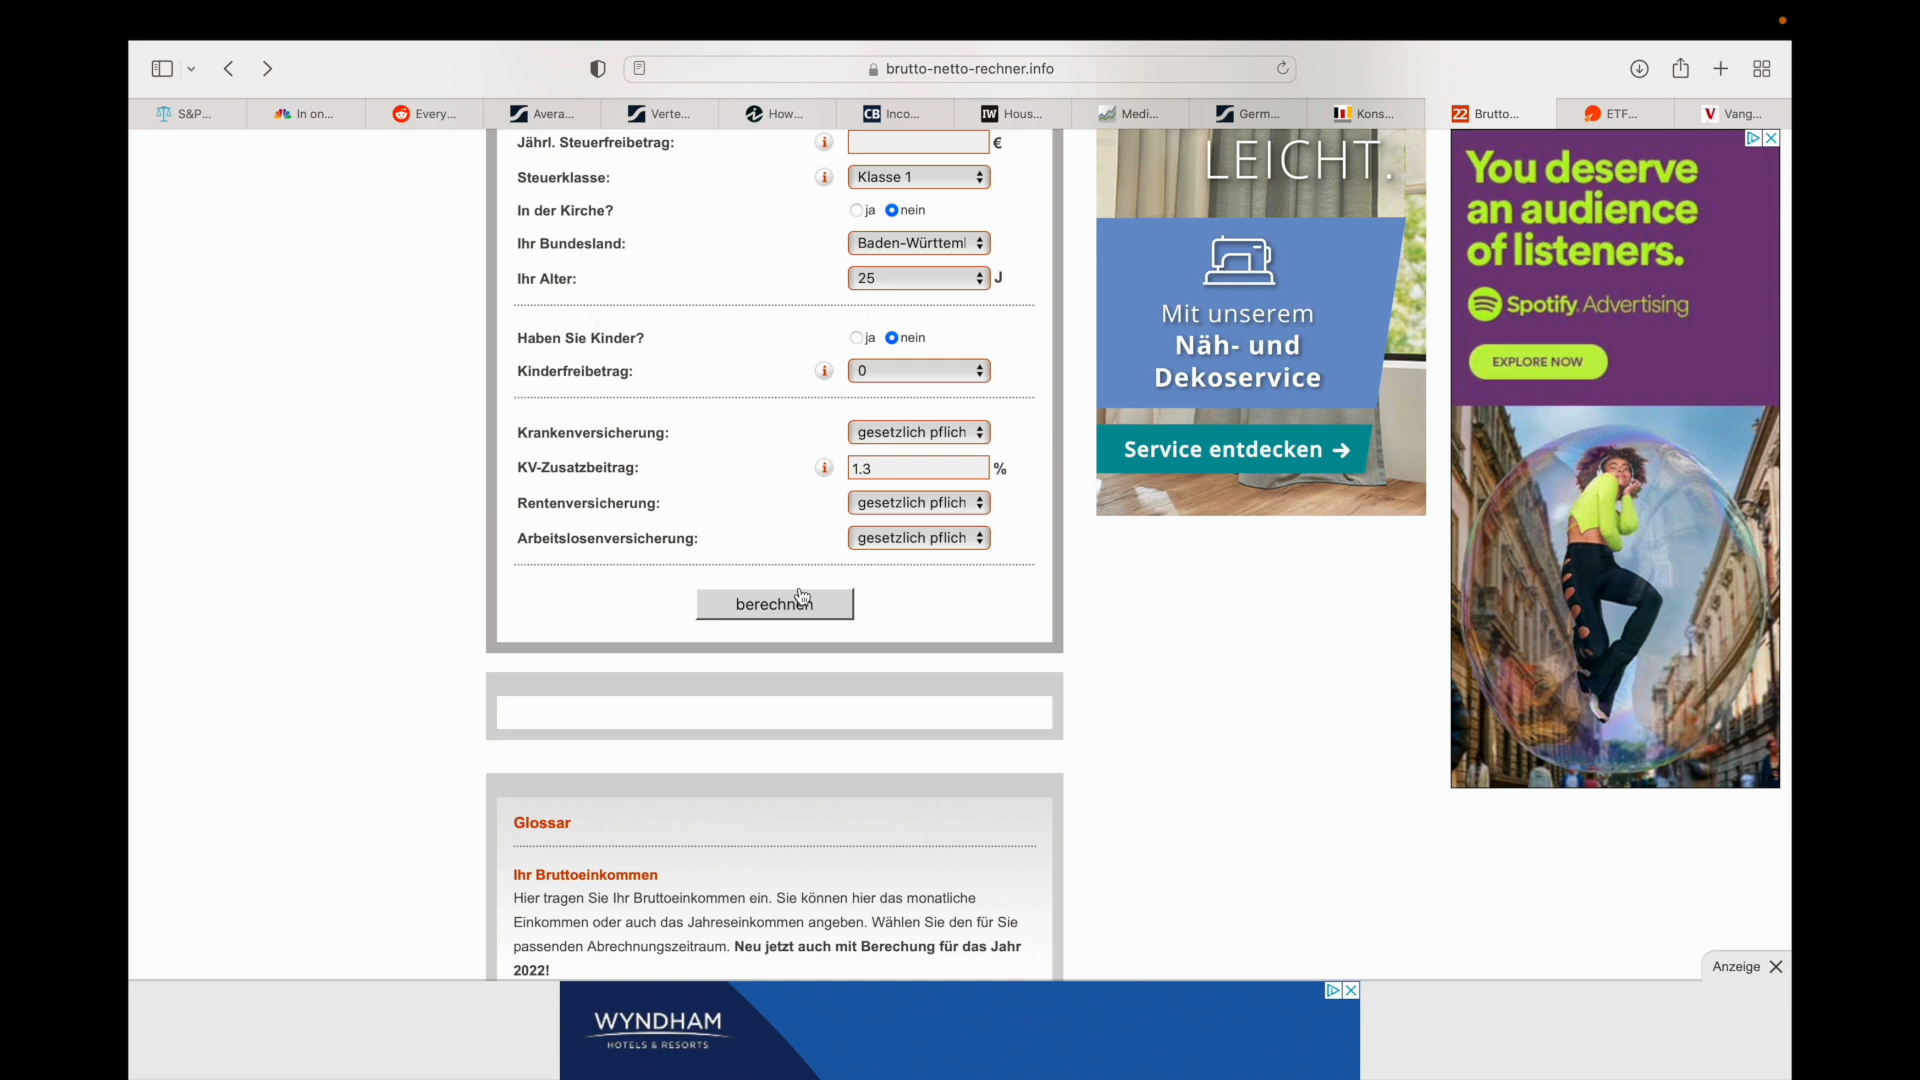 brutto-netto-rechner.info
S&P...
In on...
Every...
Avera...
Verte...
How...
CB Inco...
IW Hous...
Medi...
Germ...
Kons...
22 Brutto...
ETF...
V Vang...
Jährl. Steuerfreibetrag:
€
Steuerklasse:
Klasse 1
In der Kirche?
ja nein
Ihr Bundesland:
Baden-Württem
Ihr Alter:
25
J
Haben Sie Kinder?
ja nein
Kinderfreibetrag:
0
Krankenversicherung:
gesetzlich pflich
KV-Zusatzbeitrag:
1.3
%
Rentenversicherung:
gesetzlich pflich
Arbeitslosenversicherung:
gesetzlich pflich
berechnen
Glossar
Ihr Bruttoeinkommen
Hier tragen Sie Ihr Bruttoeinkommen ein. Sie können hier das monatliche
Einkommen oder auch das Jahreseinkommen angeben. Wählen Sie den für Sie
passenden Abrechnungszeitraum. Neu jetzt auch mit Berechung für das Jahr
2022!
LEICHT.
Mit unserem
Näh- und
Dekoservice
Service entdecken →
You deserve
an audience
of listeners.
Spotify Advertising
EXPLORE NOW
Anzeige
WYNDHAM
HOTELS & RESORTS